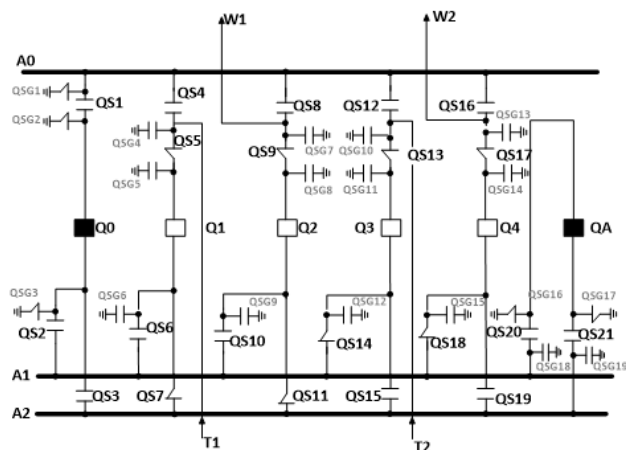 W1 W2
A0
QSG1 QS1 QS4 QS8 QS12 QS16
QSG13
QSG2
QSG4 QS5 QS9 QSG7 QSG10 QS13 QS17
QSG5 QSG8 QSG11 QSG14
Q0 Q1 Q2 Q3 Q4 QA
QSG3 QSG6 QSG9 QSG12 QSG15 QSG16 QSG17
QS2 QS6 QS10 QS14 QS18 QS20 QS21
QSG18 QSG19
A1
QS3 QS7 QS11 QS15 QS19
A2
T1 T2